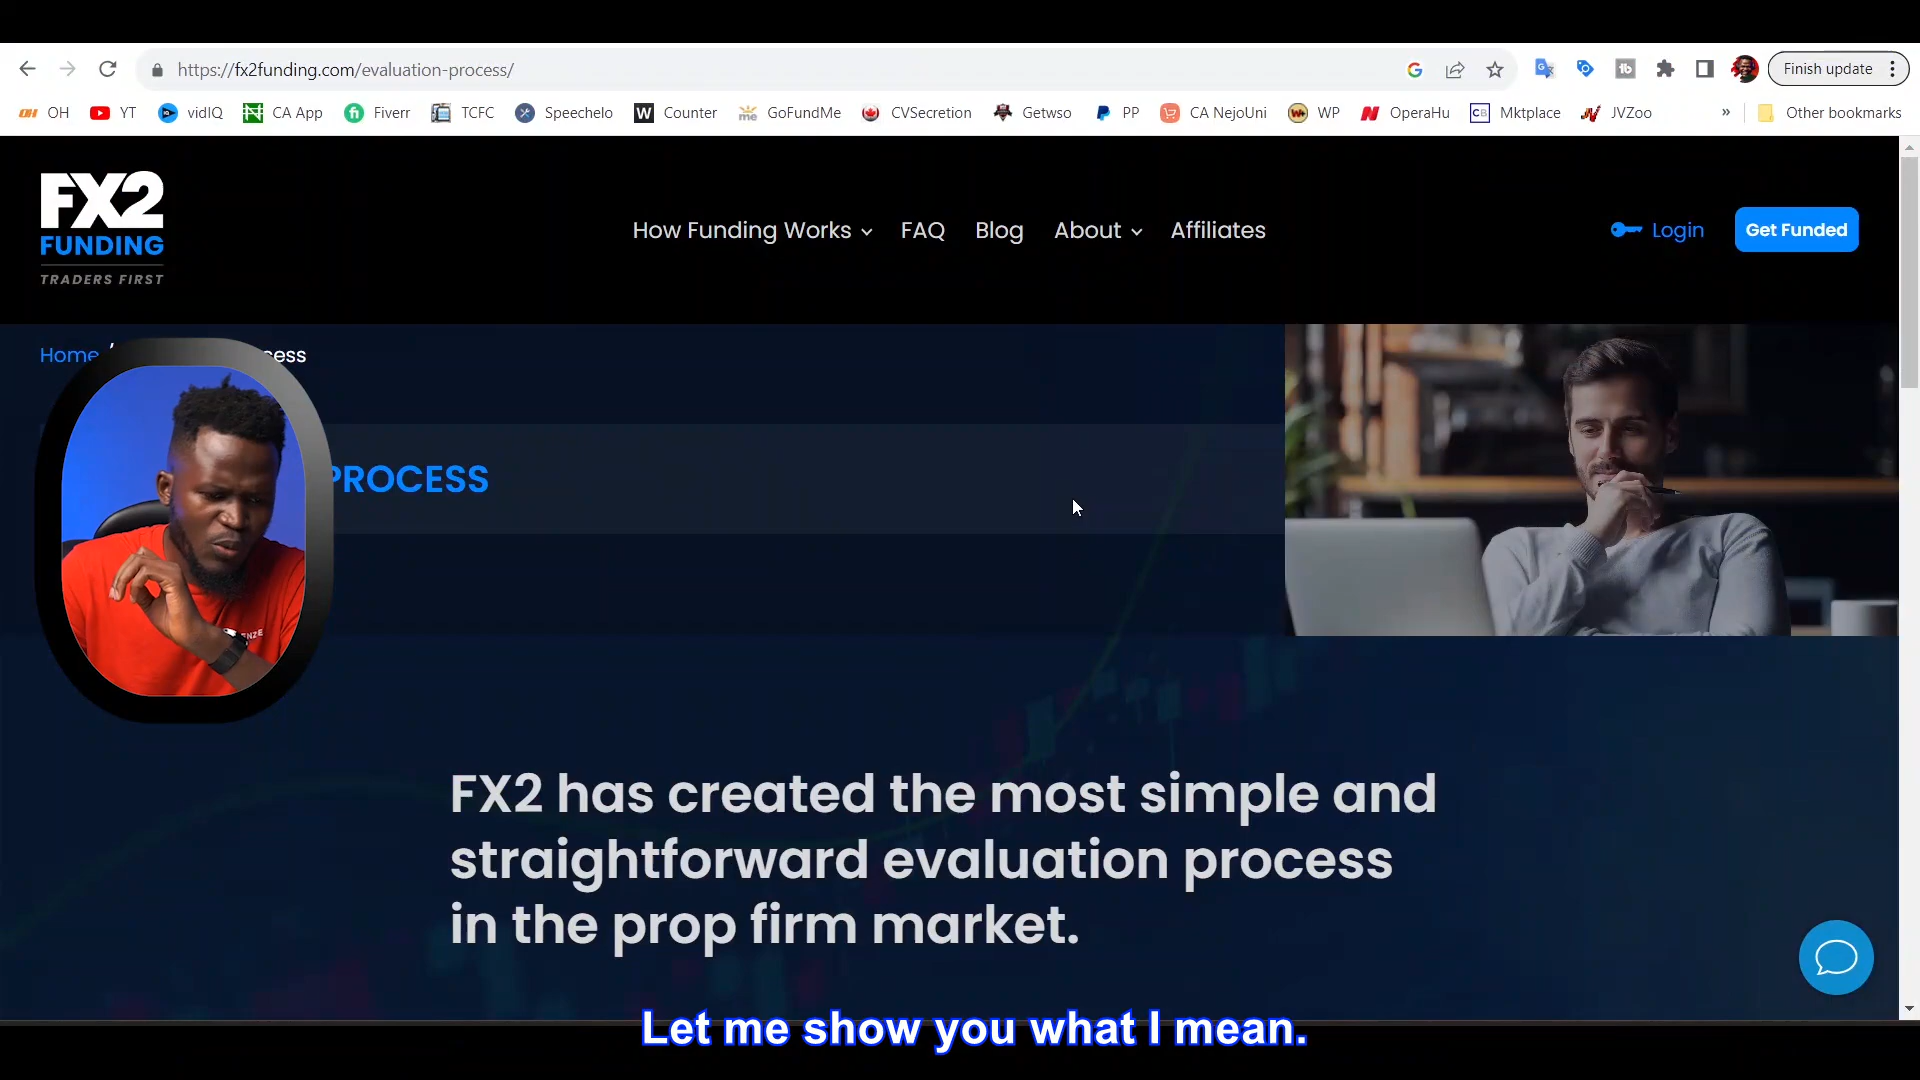 https://fx2funding.com/evaluation-process/
Finish update
OH YT vidIQ CA App Fiverr TCFC Speechelo Counter GoFundMe CVSecretion Getwso PP CA NejoUni WP OperaHu Mktplace JVZoo » Other bookmarks
FX2
FUNDING
TRADERS FIRST
How Funding Works FAQ Blog About Affiliates
Login
Get Funded
Home / cess
PROCESS
FX2 has created the most simple and
straightforward evaluation process
in the prop firm market.
Let me show you what I mean.